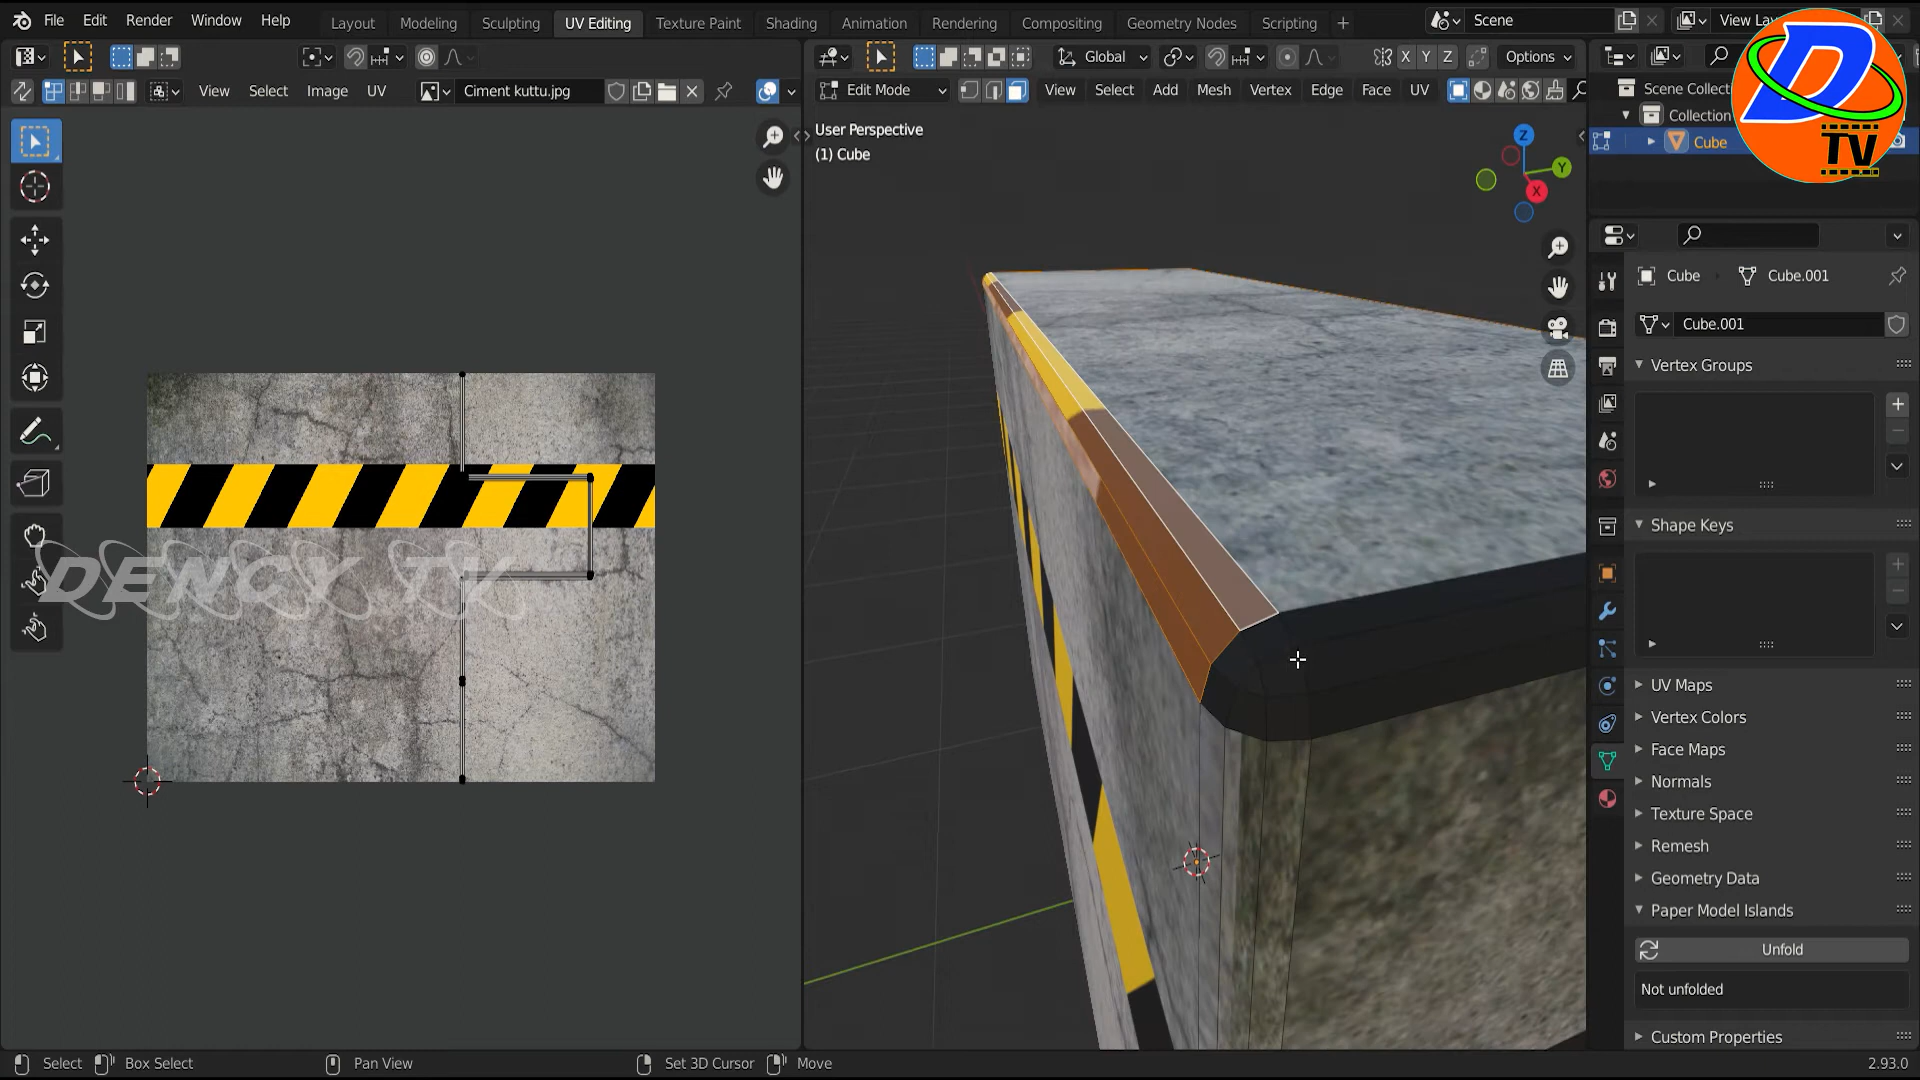 File Edit Render Window Help Layout Modeling Sculpting UV Editing Texture Paint Shading Animation Rendering Compositing Geometry Nodes Scripting + Scene View La
Global Options
View Select Image UV Ciment kuttu.jpg Edit Mode View Select Add Mesh Vertex Edge Face UV
User Perspective
(1) Cube
Z
Y
X
X Y Z
Scene Collect
Collection
Cube
D
TV
Cube Cube.001
Cube.001
Vertex Groups
Shape Keys
UV Maps
Vertex Colors
Face Maps
Normals
Texture Space
Remesh
Geometry Data
Paper Model Islands
Unfold
Not unfolded
Custom Properties
DENCY TV
Select Box Select Pan View Set 3D Cursor Move 2.93.0